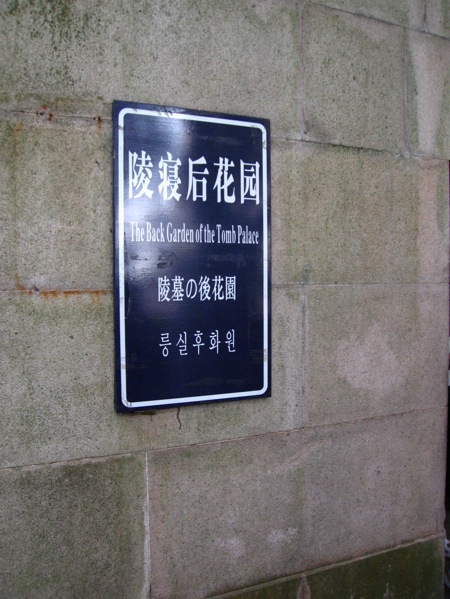 陵寝后花园
The Back Garden of the Tomb Palace
陵墓の後花園
릉실후화원